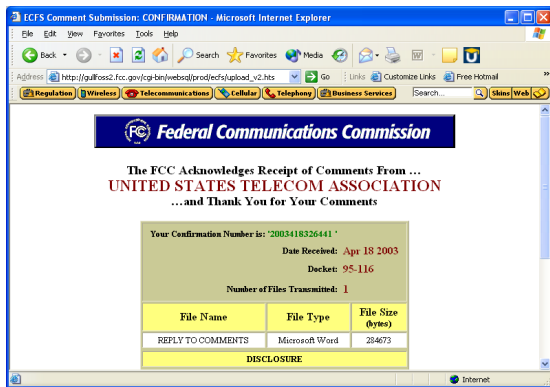 ECFS Comment Submission: CONFIRMATION - Microsoft Internet Explorer
File Edit View Favorites Tools Help
Back Search Favorites Media
Address http://gullfoss2.fcc.gov/cgi-bin/websql/prod/ecfs/upload_v2.hts Go Links Customize Links Free Hotmail »
Regulation Wireless Telecommunications Cellular Telephony Business Services Search... Skins Web
FCC Federal Communications Commission
The FCC Acknowledges Receipt of Comments From ...
UNITED STATES TELECOM ASSOCIATION
...and Thank You for Your Comments
Your Confirmation Number is: '2003418326441 '
Date Received: Apr 18 2003
Docket: 95-116
Number of Files Transmitted: 1
File Name File Type File Size (bytes)
REPLY TO COMMENTS Microsoft Word 284673
DISCLOSURE
Internet